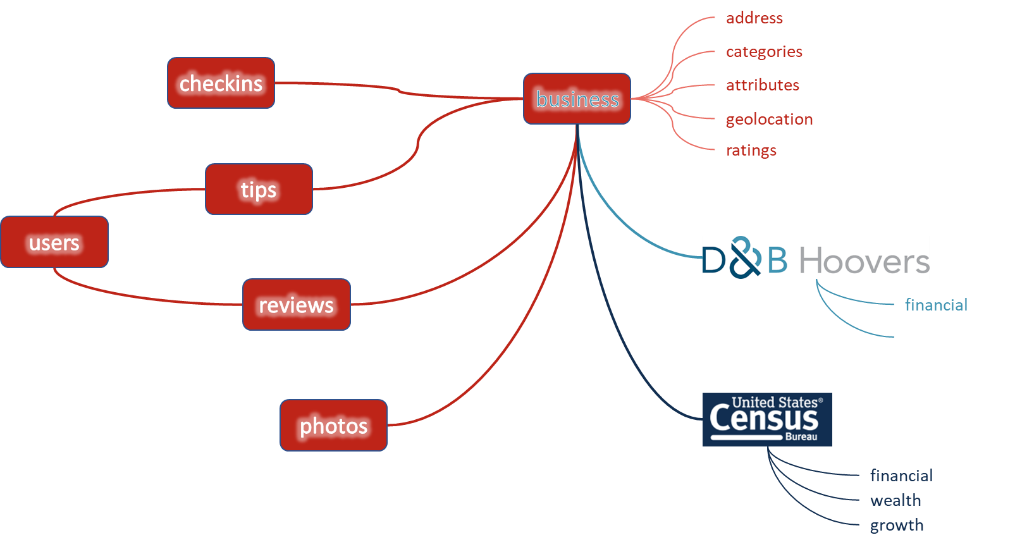 address
categories
attributes
geolocation
ratings
checkins
business
tips
users
reviews
D&B Hoovers
financial
photos
United States®
Census
Bureau
financial
wealth
growth